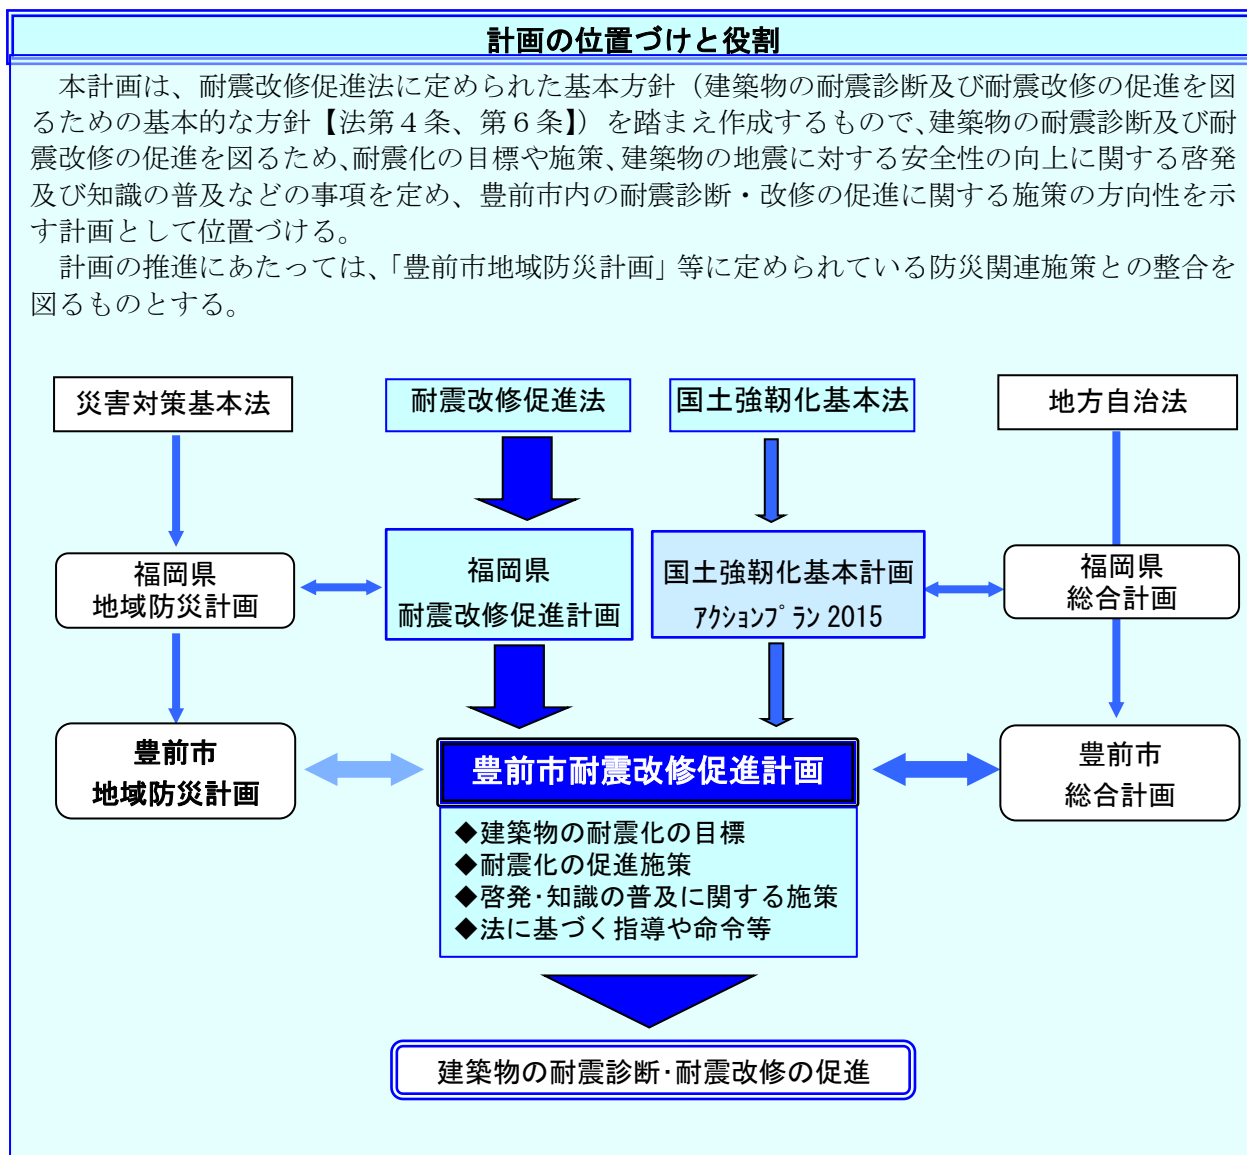 計画の位置づけと役割
本計画は、耐震改修促進法に定められた基本方針（建築物の耐震診断及び耐震改修の促進を図
るための基本的な方針【法第４条、第６条】）を踏まえ作成するもので、建築物の耐震診断及び耐
震改修の促進を図るため、耐震化の目標や施策、建築物の地震に対する安全性の向上に関する啓発
及び知識の普及などの事項を定め、豊前市内の耐震診断・改修の促進に関する施策の方向性を示
す計画として位置づける。
計画の推進にあたっては、「豊前市地域防災計画」等に定められている防災関連施策との整合を
図るものとする。
災害対策基本法
耐震改修促進法
国土強靭化基本法
地方自治法
福岡県
地域防災計画
福岡県
耐震改修促進計画
国土強靭化基本計画
ｱｸｼｮﾝﾌﾟﾗﾝ 2015
福岡県
総合計画
豊前市
地域防災計画
豊前市耐震改修促進計画
豊前市
総合計画
◆建築物の耐震化の目標
◆耐震化の促進施策
◆啓発･知識の普及に関する施策
◆法に基づく指導や命令等
建築物の耐震診断･耐震改修の促進